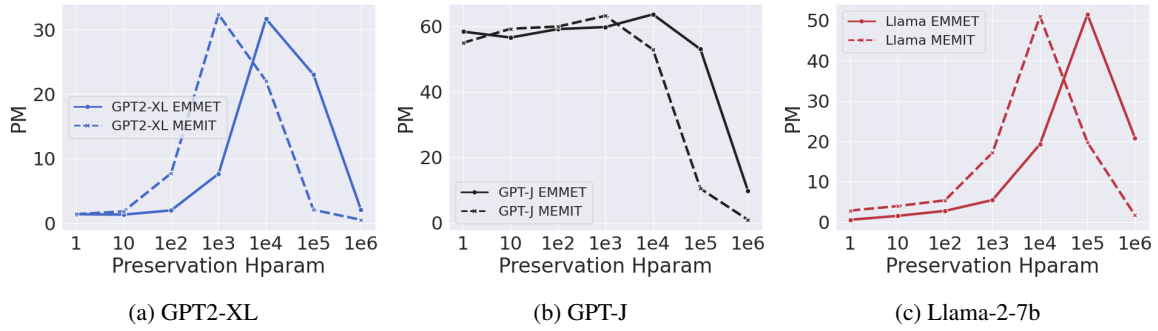 PM
30
20
10
0
GPT2-XL EMMET
GPT2-XL MEMIT
1 10 1e2 1e3 1e4 1e5 1e6
Preservation Hparam
(a) GPT2-XL
PM
60
40
20
0
GPT-J EMMET
GPT-J MEMIT
1 10 1e2 1e3 1e4 1e5 1e6
Preservation Hparam
(b) GPT-J
PM
50
40
30
20
10
0
Llama EMMET
Llama MEMIT
1 10 1e2 1e3 1e4 1e5 1e6
Preservation Hparam
(c) Llama-2-7b